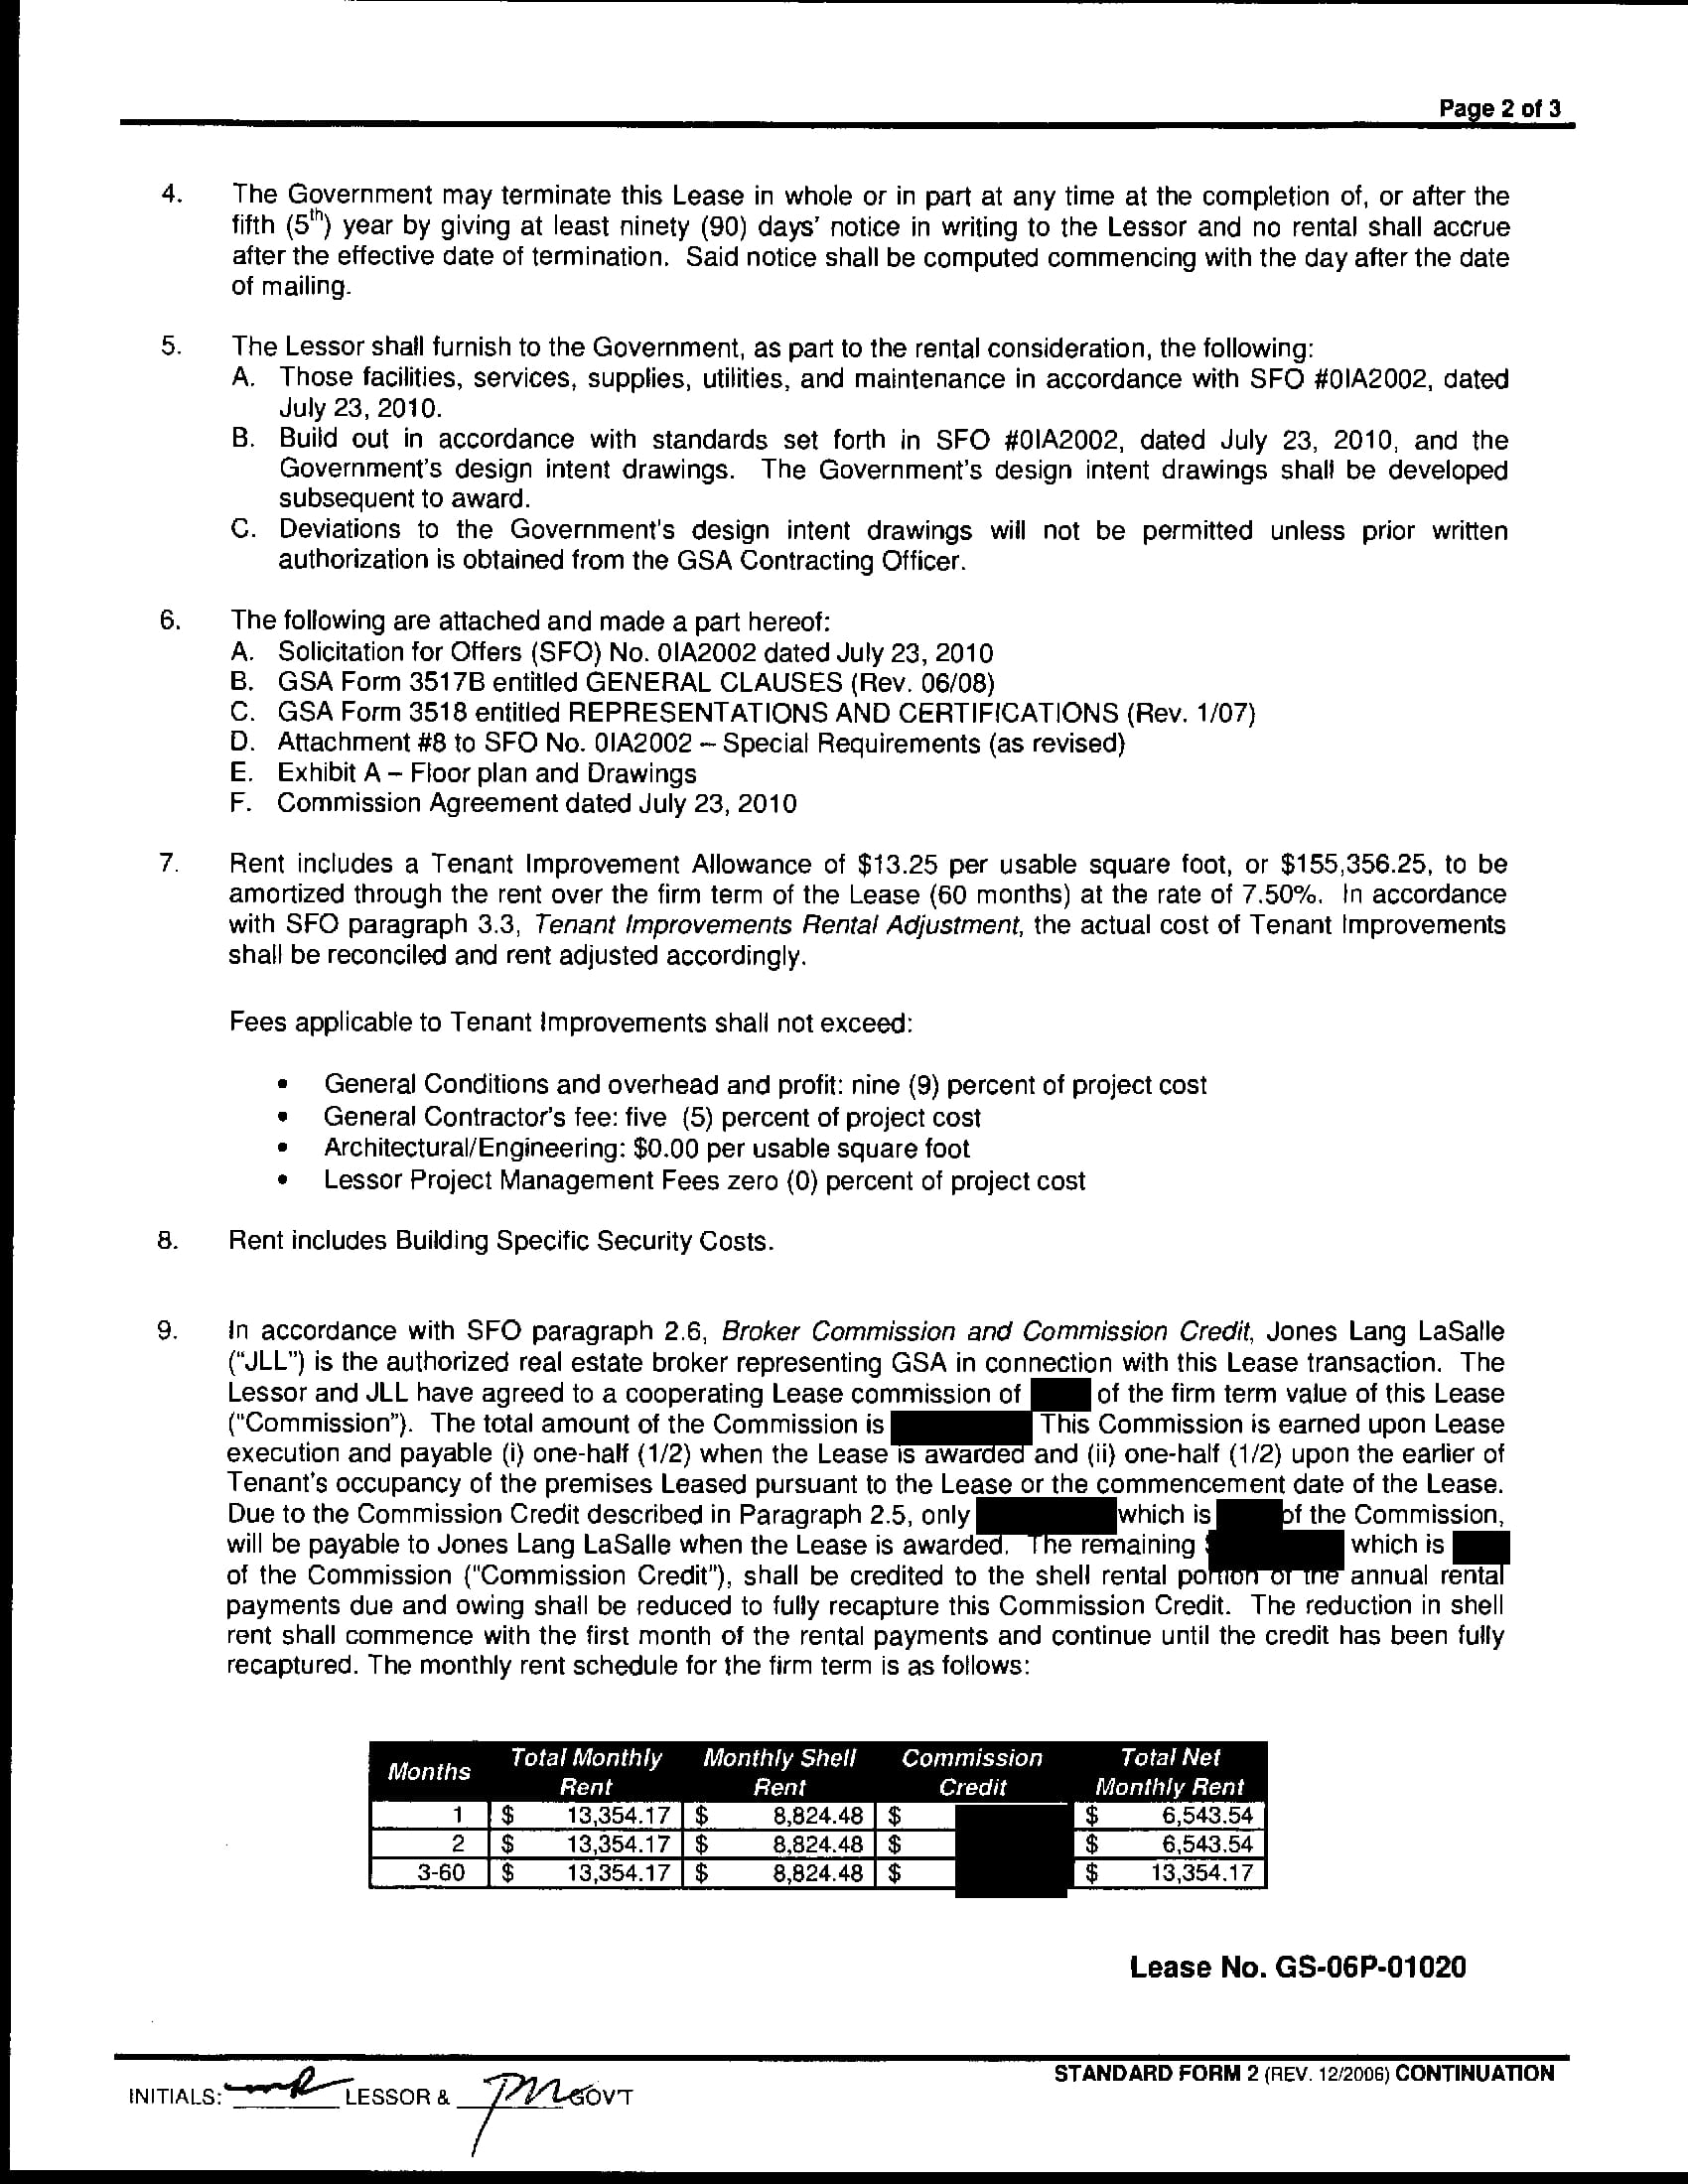 Page 2 of 3
4. The Government may terminate this Lease in whole or in part at any time at the completion of, or after the
fifth (5th) year by giving at least ninety (90) days' notice in writing to the Lessor and no rental shall accrue
after the effective date of termination. Said notice shall be computed commencing with the day after the date
of mailing.
5. The Lessor shall furnish to the Government, as part to the rental consideration, the following:
A. Those facilities, services, supplies, utilities, and maintenance in accordance with SFO #0IA2002, dated
July 23, 2010.
B. Build out in accordance with standards set forth in SFO #0IA2002, dated July 23, 2010, and the
Government's design intent drawings. The Government's design intent drawings shall be developed
subsequent to award.
C. Deviations to the Government's design intent drawings will not be permitted unless prior written
authorization is obtained from the GSA Contracting Officer.
6. The following are attached and made a part hereof:
A. Solicitation for Offers (SFO) No. 0IA2002 dated July 23, 2010
B. GSA Form 3517B entitled GENERAL CLAUSES (Rev. 06/08)
C. GSA Form 3518 entitled REPRESENTATIONS AND CERTIFICATIONS (Rev. 1/07)
D. Attachment #8 to SFO No. 0IA2002 – Special Requirements (as revised)
E. Exhibit A – Floor plan and Drawings
F. Commission Agreement dated July 23, 2010
7. Rent includes a Tenant Improvement Allowance of $13.25 per usable square foot, or $155,356.25, to be
amortized through the rent over the firm term of the Lease (60 months) at the rate of 7.50%. In accordance
with SFO paragraph 3.3, Tenant Improvements Rental Adjustment, the actual cost of Tenant Improvements
shall be reconciled and rent adjusted accordingly.
Fees applicable to Tenant Improvements shall not exceed:
• General Conditions and overhead and profit: nine (9) percent of project cost
• General Contractor's fee: five (5) percent of project cost
• Architectural/Engineering: $0.00 per usable square foot
• Lessor Project Management Fees zero (0) percent of project cost
8. Rent includes Building Specific Security Costs.
9. In accordance with SFO paragraph 2.6, Broker Commission and Commission Credit, Jones Lang LaSalle
("JLL") is the authorized real estate broker representing GSA in connection with this Lease transaction. The
Lessor and JLL have agreed to a cooperating Lease commission of of the firm term value of this Lease
("Commission"). The total amount of the Commission is This Commission is earned upon Lease
execution and payable (i) one-half (1/2) when the Lease is awarded and (ii) one-half (1/2) upon the earlier of
Tenant's occupancy of the premises Leased pursuant to the Lease or the commencement date of the Lease.
Due to the Commission Credit described in Paragraph 2.5, only which is of the Commission,
will be payable to Jones Lang LaSalle when the Lease is awarded. The remaining which is
of the Commission ("Commission Credit"), shall be credited to the shell rental portion of the annual rental
payments due and owing shall be reduced to fully recapture this Commission Credit. The reduction in shell
rent shall commence with the first month of the rental payments and continue until the credit has been fully
recaptured. The monthly rent schedule for the firm term is as follows:
Months Total Monthly Rent Monthly Shell Rent Commission Credit Total Net Monthly Rent
1 $ 13,354.17 $ 8,824.48 $ $ 6,543.54
2 $ 13,354.17 $ 8,824.48 $ $ 6,543.54
3-60 $ 13,354.17 $ 8,824.48 $ $ 13,354.17
Lease No. GS-06P-01020
STANDARD FORM 2 (REV. 12/2006) CONTINUATION
INITIALS: LESSOR & GOVT